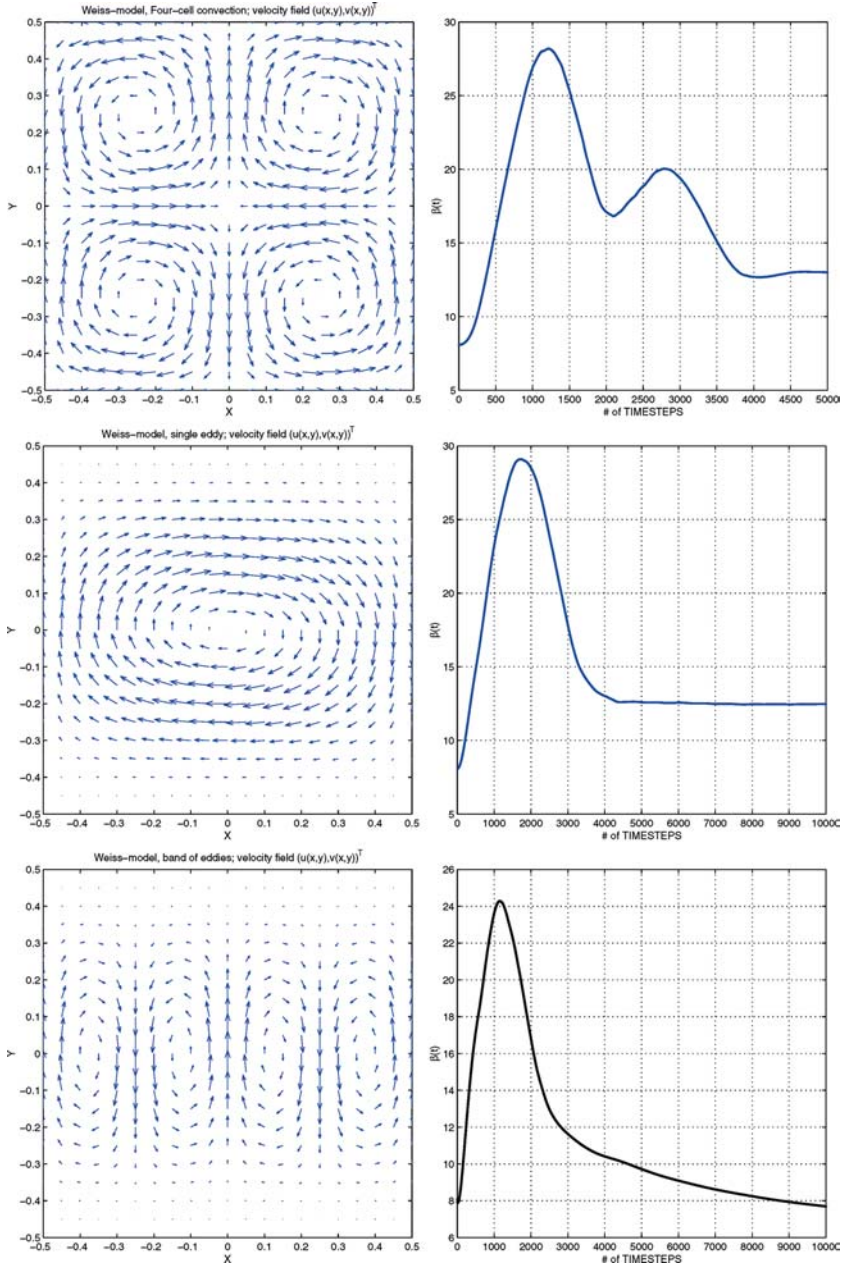 Weiss−model, Four−cell convection; velocity field (u(x,y),v(x,y))^T
0.5
0.4
0.3
0.2
0.1
0
−0.1
−0.2
−0.3
−0.4
−0.5
Y
−0.5 −0.4 −0.3 −0.2 −0.1 0 0.1 0.2 0.3 0.4 0.5
X
30
25
20
15
10
5
β(t)
0 500 1000 1500 2000 2500 3000 3500 4000 4500 5000
# of TIMESTEPS
Weiss−model, single eddy; velocity field (u(x,y),v(x,y))^T
0.5
0.4
0.3
0.2
0.1
0
−0.1
−0.2
−0.3
−0.4
−0.5
Y
−0.5 −0.4 −0.3 −0.2 −0.1 0 0.1 0.2 0.3 0.4 0.5
X
30
25
20
15
10
5
β(t)
0 1000 2000 3000 4000 5000 6000 7000 8000 9000 10000
# of TIMESTEPS
Weiss−model, band of eddies; velocity field (u(x,y),v(x,y))^T
0.5
0.4
0.3
0.2
0.1
0
−0.1
−0.2
−0.3
−0.4
−0.5
Y
−0.5 −0.4 −0.3 −0.2 −0.1 0 0.1 0.2 0.3 0.4 0.5
X
26
24
22
20
18
16
14
12
10
8
6
β(t)
0 1000 2000 3000 4000 5000 6000 7000 8000 9000 10000
# of TIMESTEPS